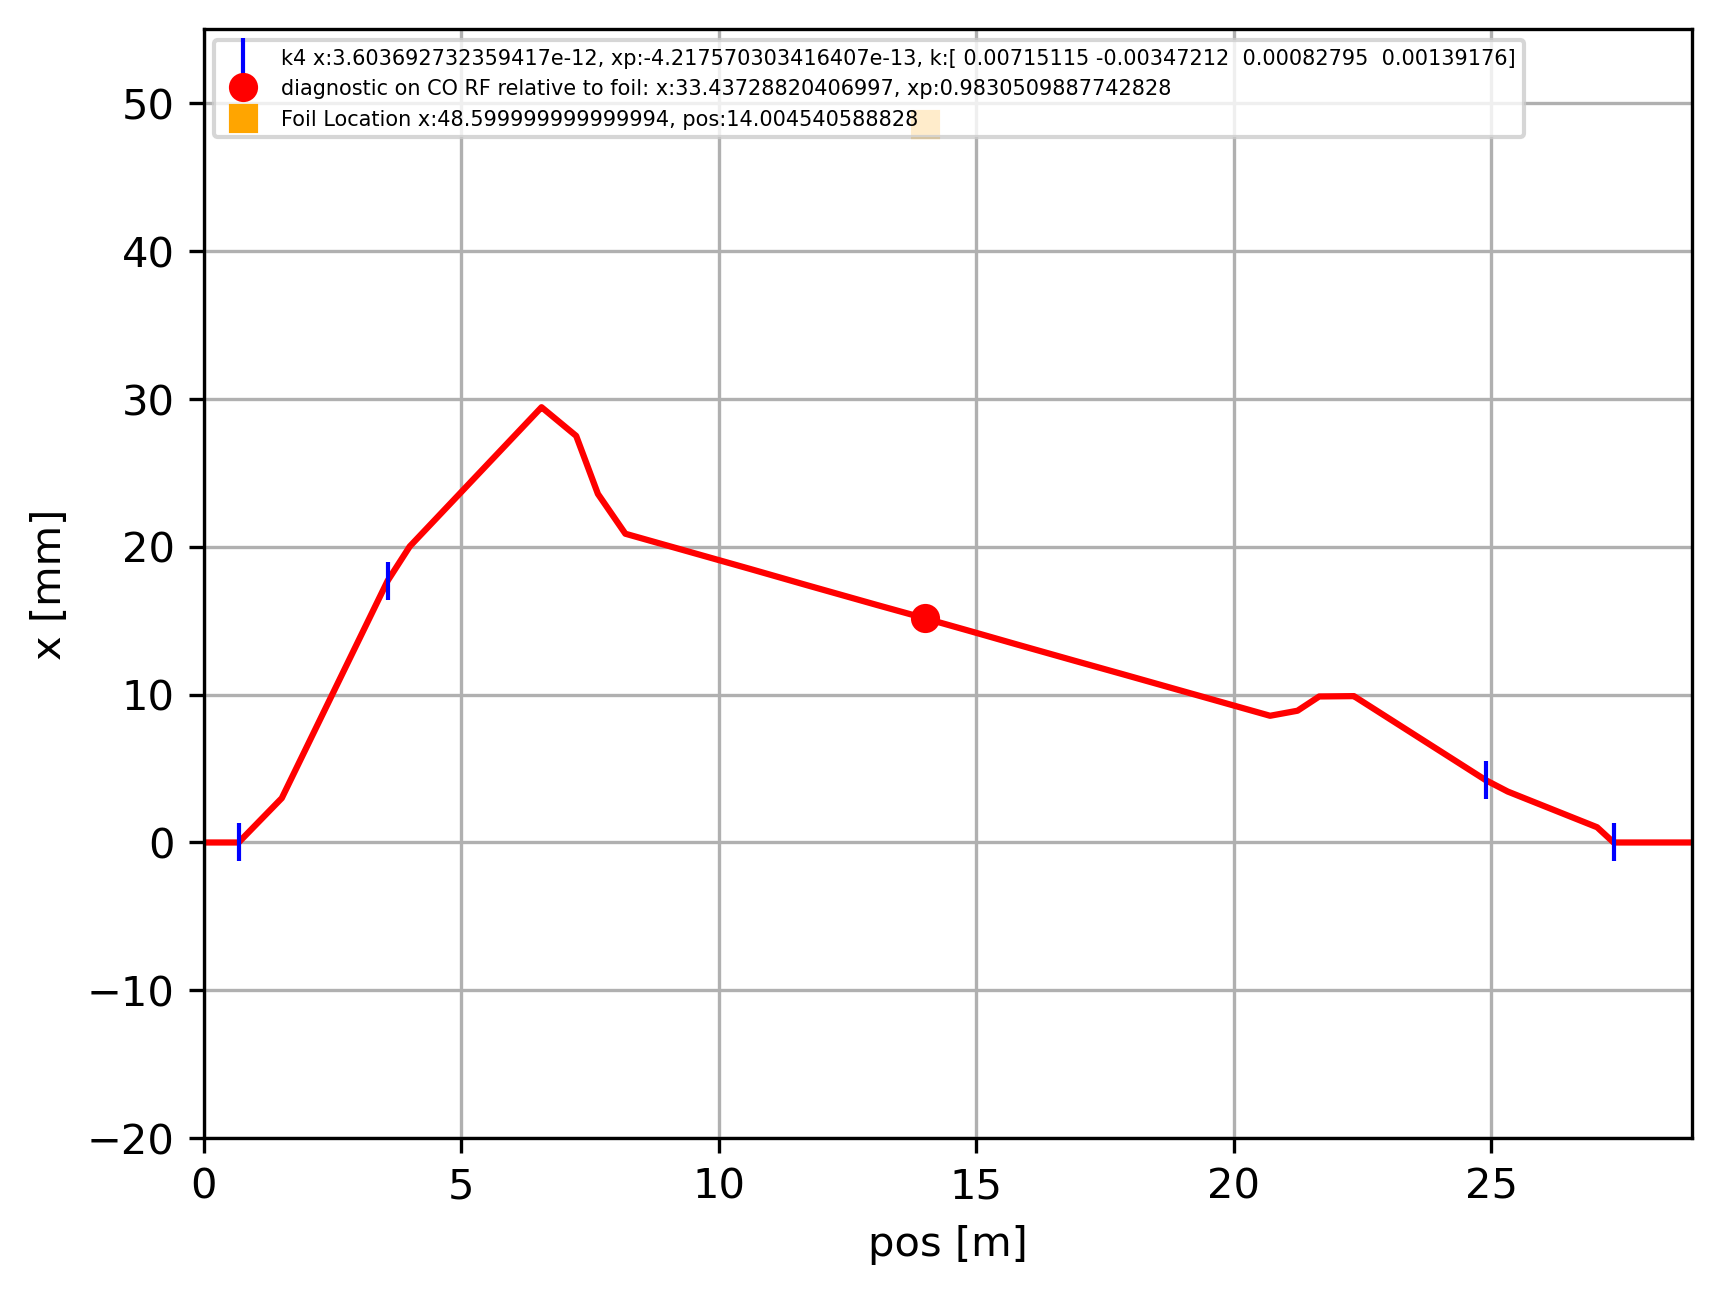 k4 x:3.603692732359417e-12, xp:-4.217570303416407e-13, k:[ 0.00715115 -0.00347212  0.00082795  0.00139176]
diagnostic on CO RF relative to foil: x:33.43728820406997, xp:0.9830509887742828
Foil Location x:48.599999999999994, pos:14.004540588828
50
40
30
20
10
0
−10
−20
x [mm]
0 5 10 15 20 25
pos [m]